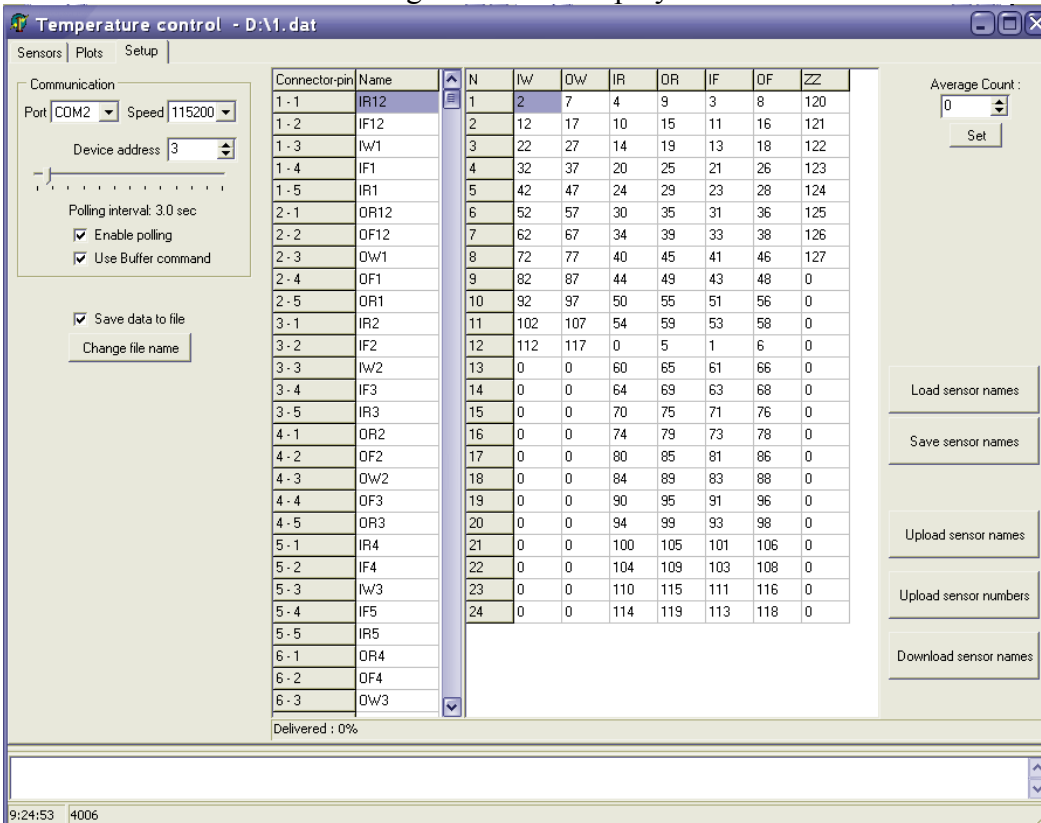 Temperature control - D:\1.dat
Sensors Plots Setup
Communication
Port COM2 Speed 115200
Device address 3
Polling interval: 3.0 sec
Enable polling
Use Buffer command
Save data to file
Change file name
Connector-pin Name
1 - 1 IR12
1 - 2 IF12
1 - 3 IW1
1 - 4 IF1
1 - 5 IR1
2 - 1 OR12
2 - 2 OF12
2 - 3 OW1
2 - 4 OF1
2 - 5 OR1
3 - 1 IR2
3 - 2 IF2
3 - 3 IW2
3 - 4 IF3
3 - 5 IR3
4 - 1 OR2
4 - 2 OF2
4 - 3 OW2
4 - 4 OF3
4 - 5 OR3
5 - 1 IR4
5 - 2 IF4
5 - 3 IW3
5 - 4 IF5
5 - 5 IR5
6 - 1 OR4
6 - 2 OF4
6 - 3 OW3
N IW OW IR OR IF OF ZZ
1 2 7 4 9 3 8 120
2 12 17 10 15 11 16 121
3 22 27 14 19 13 18 122
4 32 37 20 25 21 26 123
5 42 47 24 29 23 28 124
6 52 57 30 35 31 36 125
7 62 67 34 39 33 38 126
8 72 77 40 45 41 46 127
9 82 87 44 49 43 48 0
10 92 97 50 55 51 56 0
11 102 107 54 59 53 58 0
12 112 117 0 5 1 6 0
13 0 0 60 65 61 66 0
14 0 0 64 69 63 68 0
15 0 0 70 75 71 76 0
16 0 0 74 79 73 78 0
17 0 0 80 85 81 86 0
18 0 0 84 89 83 88 0
19 0 0 90 95 91 96 0
20 0 0 94 99 93 98 0
21 0 0 100 105 101 106 0
22 0 0 104 109 103 108 0
23 0 0 110 115 111 116 0
24 0 0 114 119 113 118 0
Average Count :
0
Set
Load sensor names
Save sensor names
Upload sensor names
Upload sensor numbers
Download sensor names
Delivered : 0%
9:24:53 4006